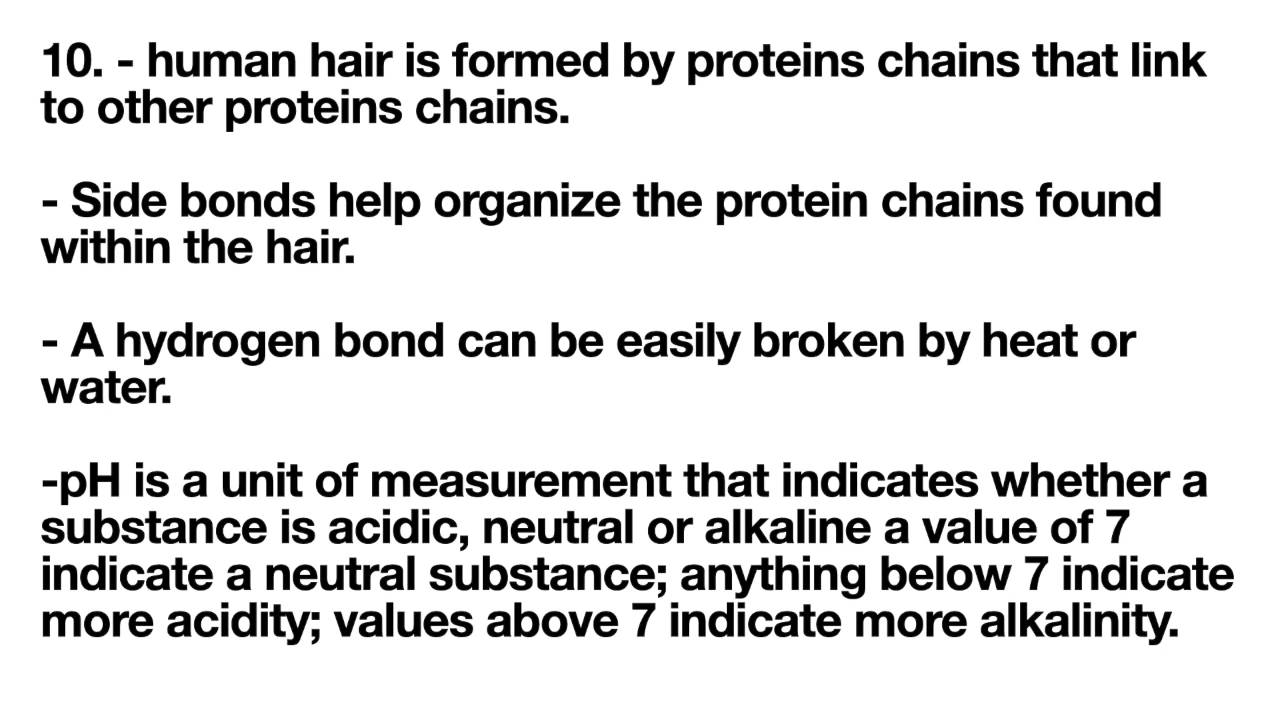 10. - human hair is formed by proteins chains that link
to other proteins chains.
- Side bonds help organize the protein chains found
within the hair.
- A hydrogen bond can be easily broken by heat or
water.
-pH is a unit of measurement that indicates whether a
substance is acidic, neutral or alkaline a value of 7
indicate a neutral substance; anything below 7 indicate
more acidity; values above 7 indicate more alkalinity.